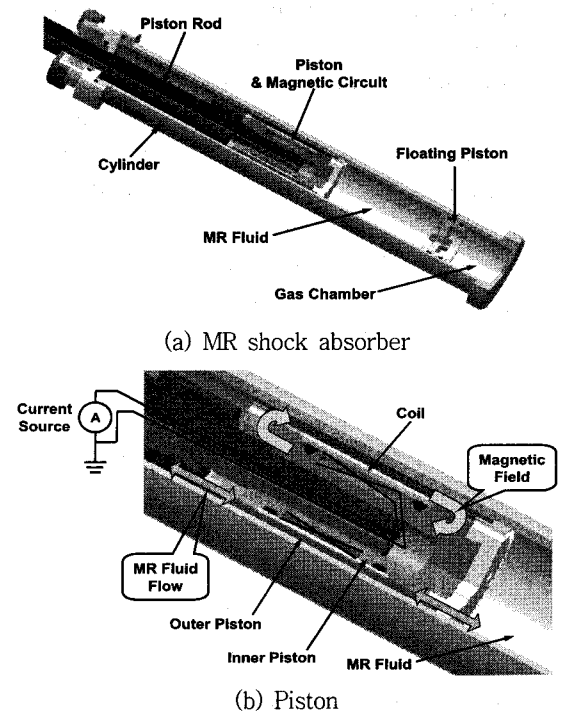 Piston Rod
Piston
& Magnetic Circuit
Floating Piston
Cylinder
MR Fluid
Gas Chamber
(a) MR shock absorber
Current
Source
A
Coil
Magnetic
Field
MR Fluid
Flow
Outer Piston
Inner Piston
MR Fluid
(b) Piston